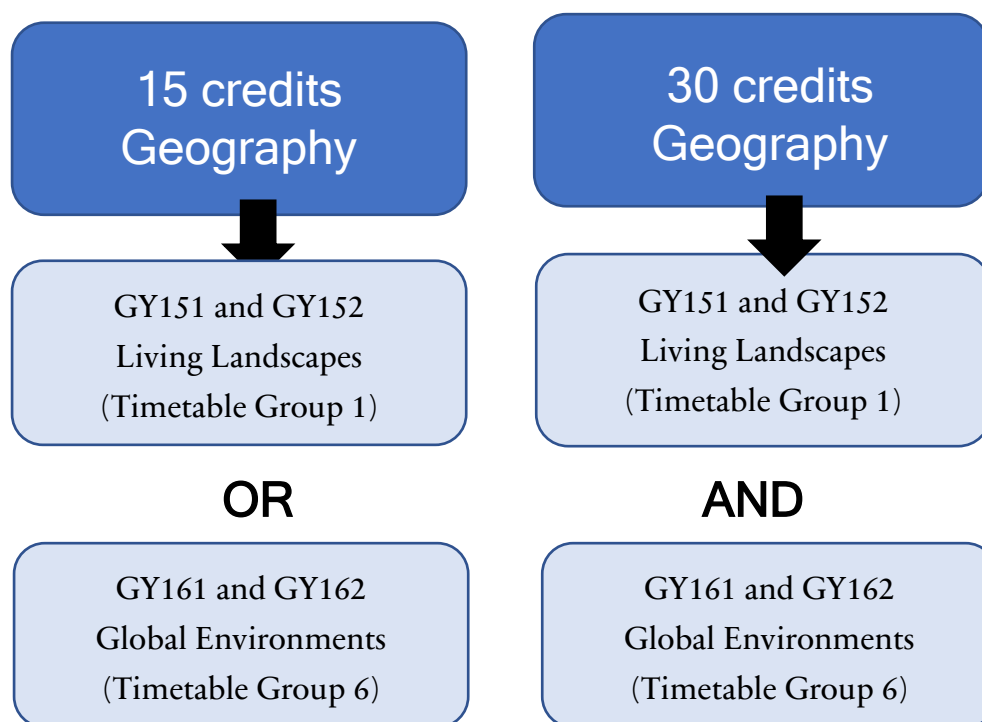 15 credits
Geography
GY151 and GY152
Living Landscapes
(Timetable Group 1)
OR
GY161 and GY162
Global Environments
(Timetable Group 6)
30 credits
Geography
GY151 and GY152
Living Landscapes
(Timetable Group 1)
AND
GY161 and GY162
Global Environments
(Timetable Group 6)